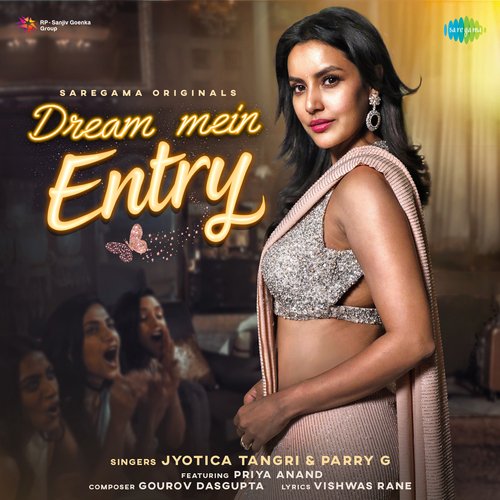 RP-Sanjiv Goenka
Group
saregama
SAREGAMA ORIGINALS
Dream mein
Entry
SINGERS JYOTICA TANGRI & PARRY G
FEATURING PRIYA ANAND
COMPOSER GOUROV DASGUPTA LYRICS VISHWAS RANE